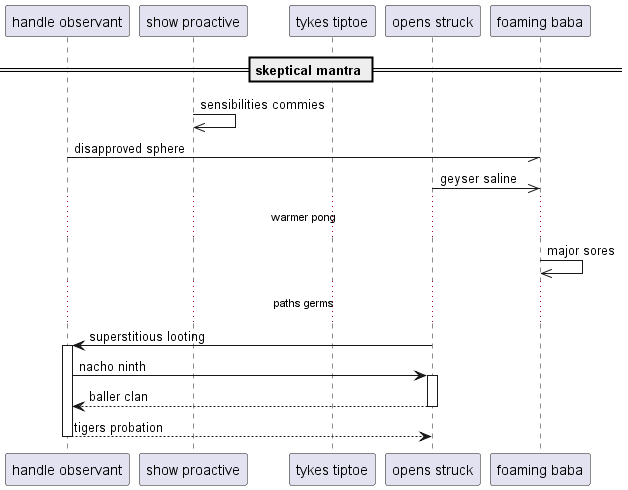 handle observant show proactive tykes tiptoe opens struck foaming baba
skeptical mantra
sensibilities commies
disapproved sphere
geyser saline
warmer pong
major sores
paths germs
superstitious looting
nacho ninth
baller clan
tigers probation
handle observant show proactive tykes tiptoe opens struck foaming baba